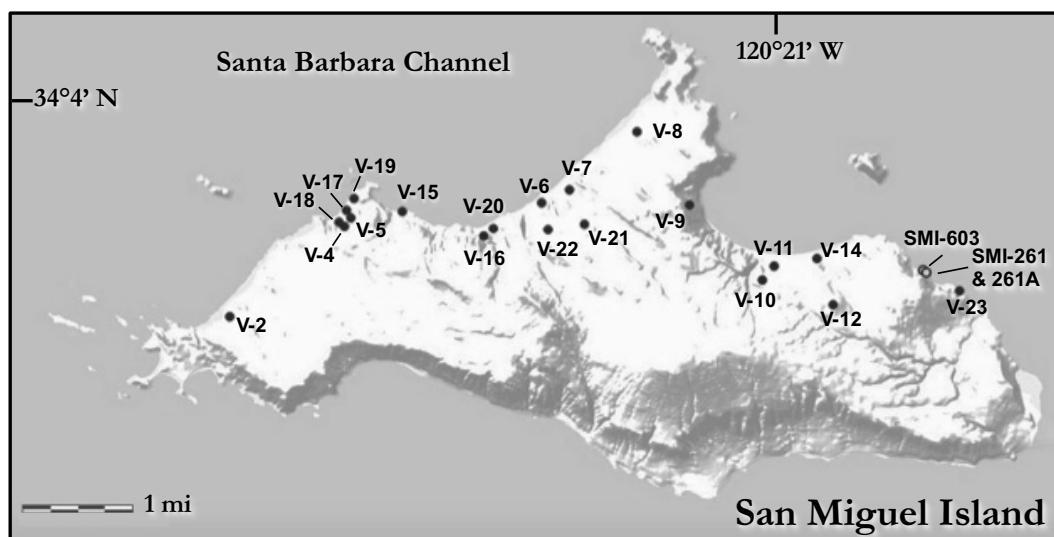 120°21' W
Santa Barbara Channel
34°4' N
V-8
V-19
V-17
V-15
V-7
V-6
V-18
V-20
V-9
V-5
V-4
V-22
V-21
V-16
V-11
V-14
SMI-603
SMI-261
& 261A
V-10
V-12
V-23
V-2
1 mi
San Miguel Island